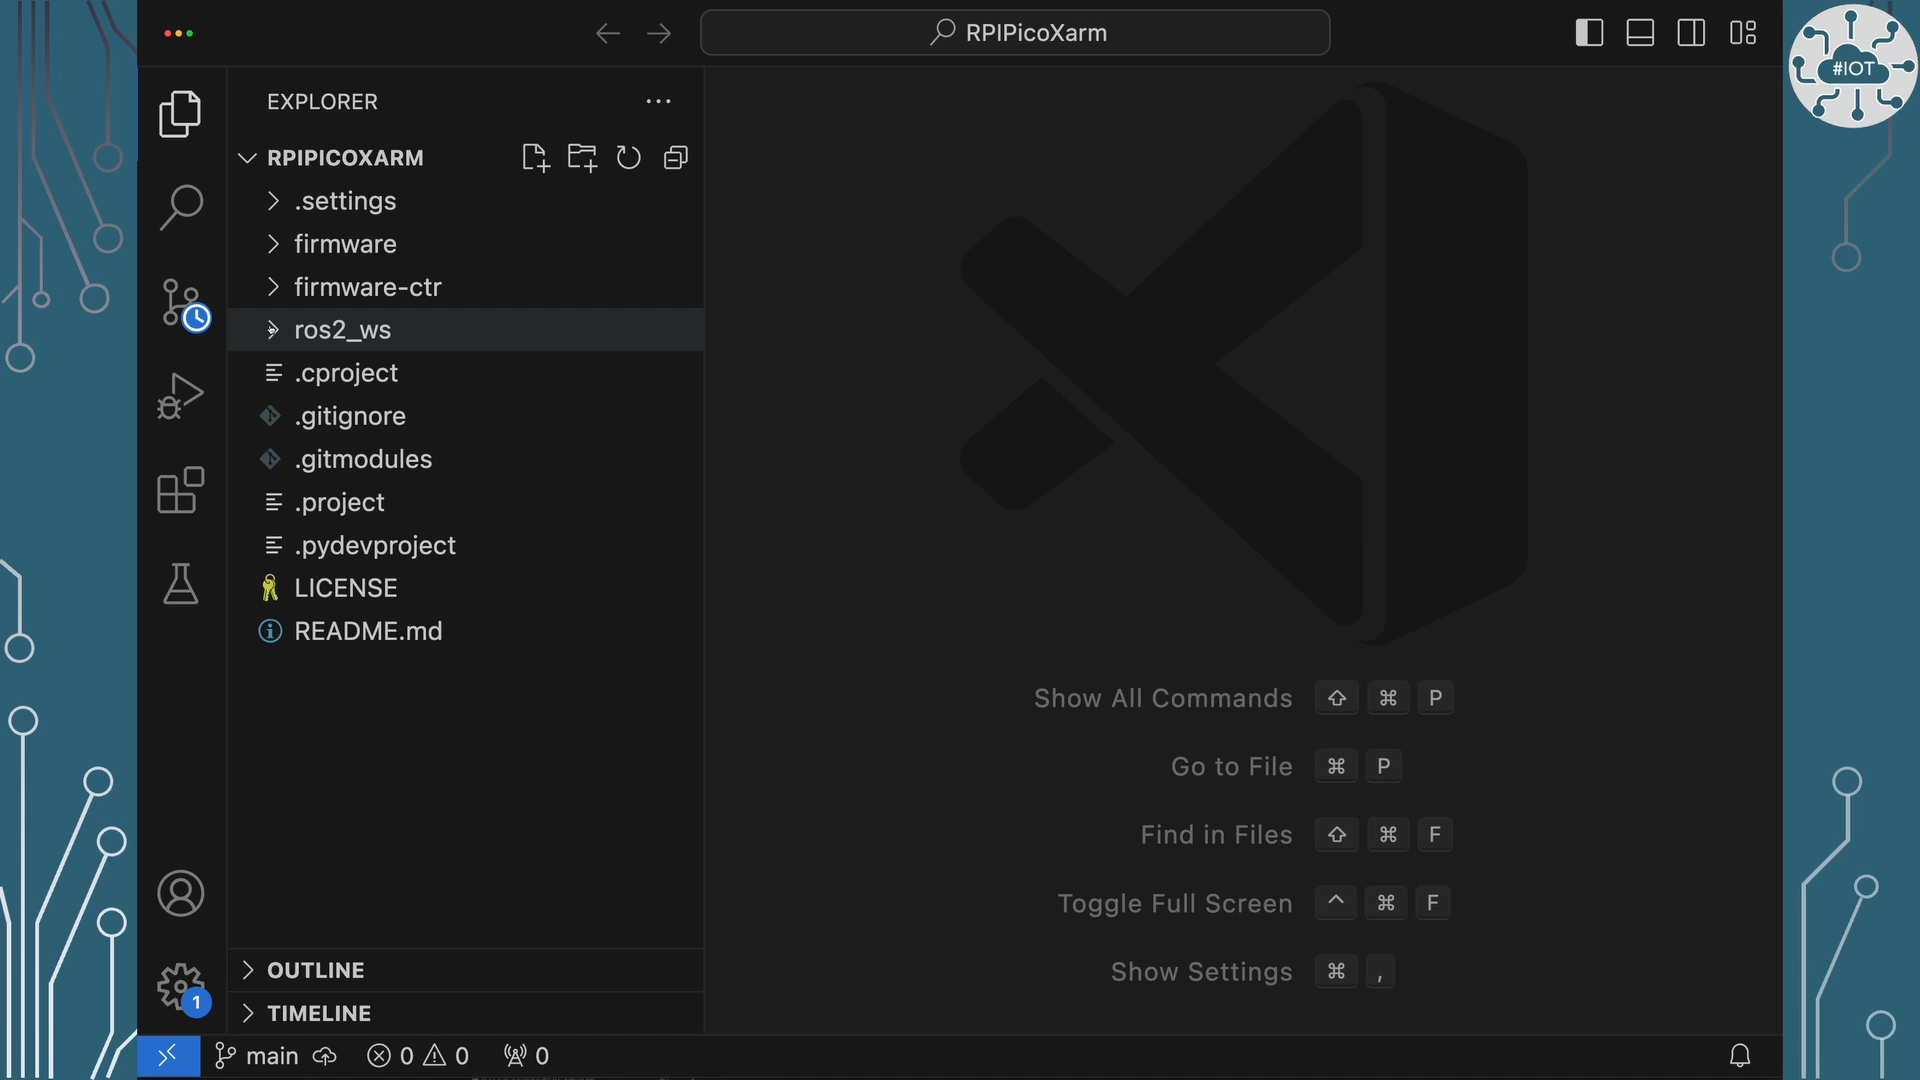 RPIPicoXarm
#IOT
EXPLORER
RPIPICOXARM
.settings
firmware
firmware-ctr
ros2_ws
.cproject
.gitignore
.gitmodules
.project
.pydevproject
LICENSE
README.md
Show All Commands ⇧ ⌘ P
Go to File ⌘ P
Find in Files ⇧ ⌘ F
Toggle Full Screen ^ ⌘ F
Show Settings ⌘ ,
OUTLINE
1
TIMELINE
main 0 0 0